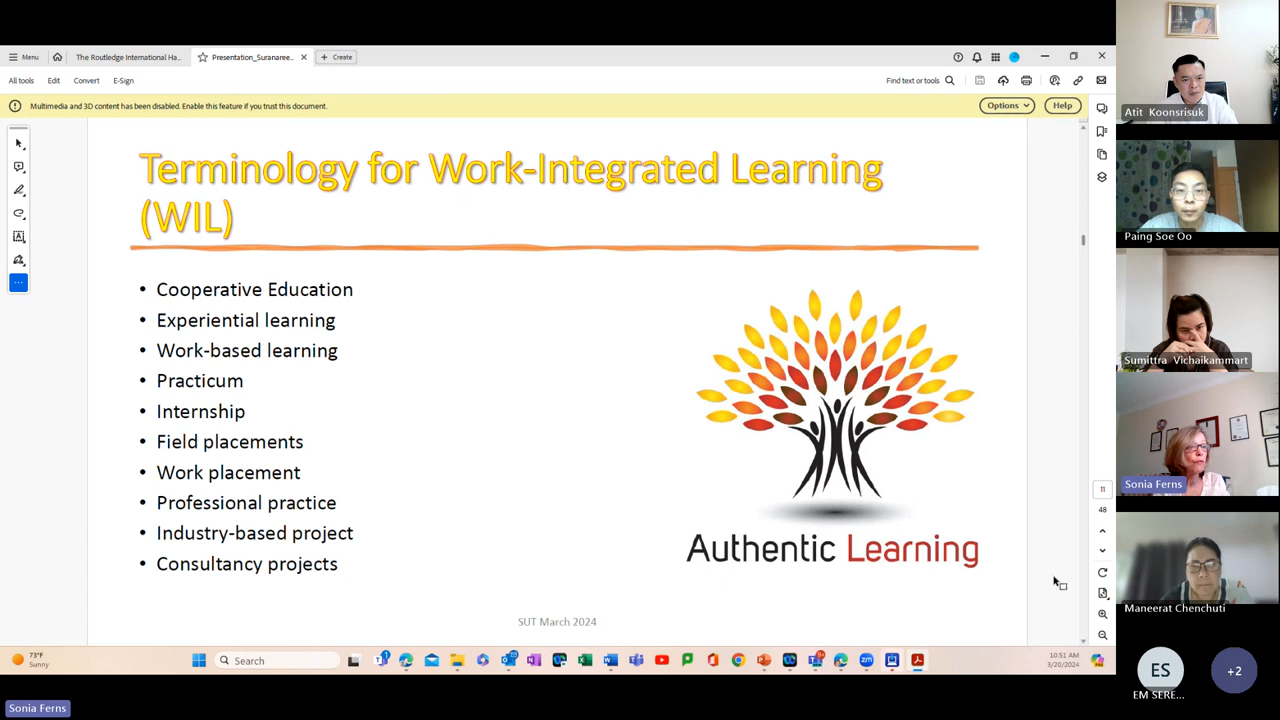 Menu
The Routledge International Ha...
Presentation_Suranaree...
Create
All tools
Edit
Convert
E-Sign
Find text or tools
Multimedia and 3D content has been disabled. Enable this feature if you trust this document.
Options
Help
Terminology for Work-Integrated Learning
(WIL)
• Cooperative Education
• Experiential learning
• Work-based learning
• Practicum
• Internship
• Field placements
• Work placement
• Professional practice
• Industry-based project
• Consultancy projects
Authentic Learning
SUT March 2024
11
48
73°F
Sunny
Search
10:51 AM
3/20/2024
Atit Koonsrisuk
Paing Soe Oo
Sumittra Vichaikammart
Sonia Ferns
Maneerat Chenchuti
ES
EM SERE...
+2
Sonia Ferns